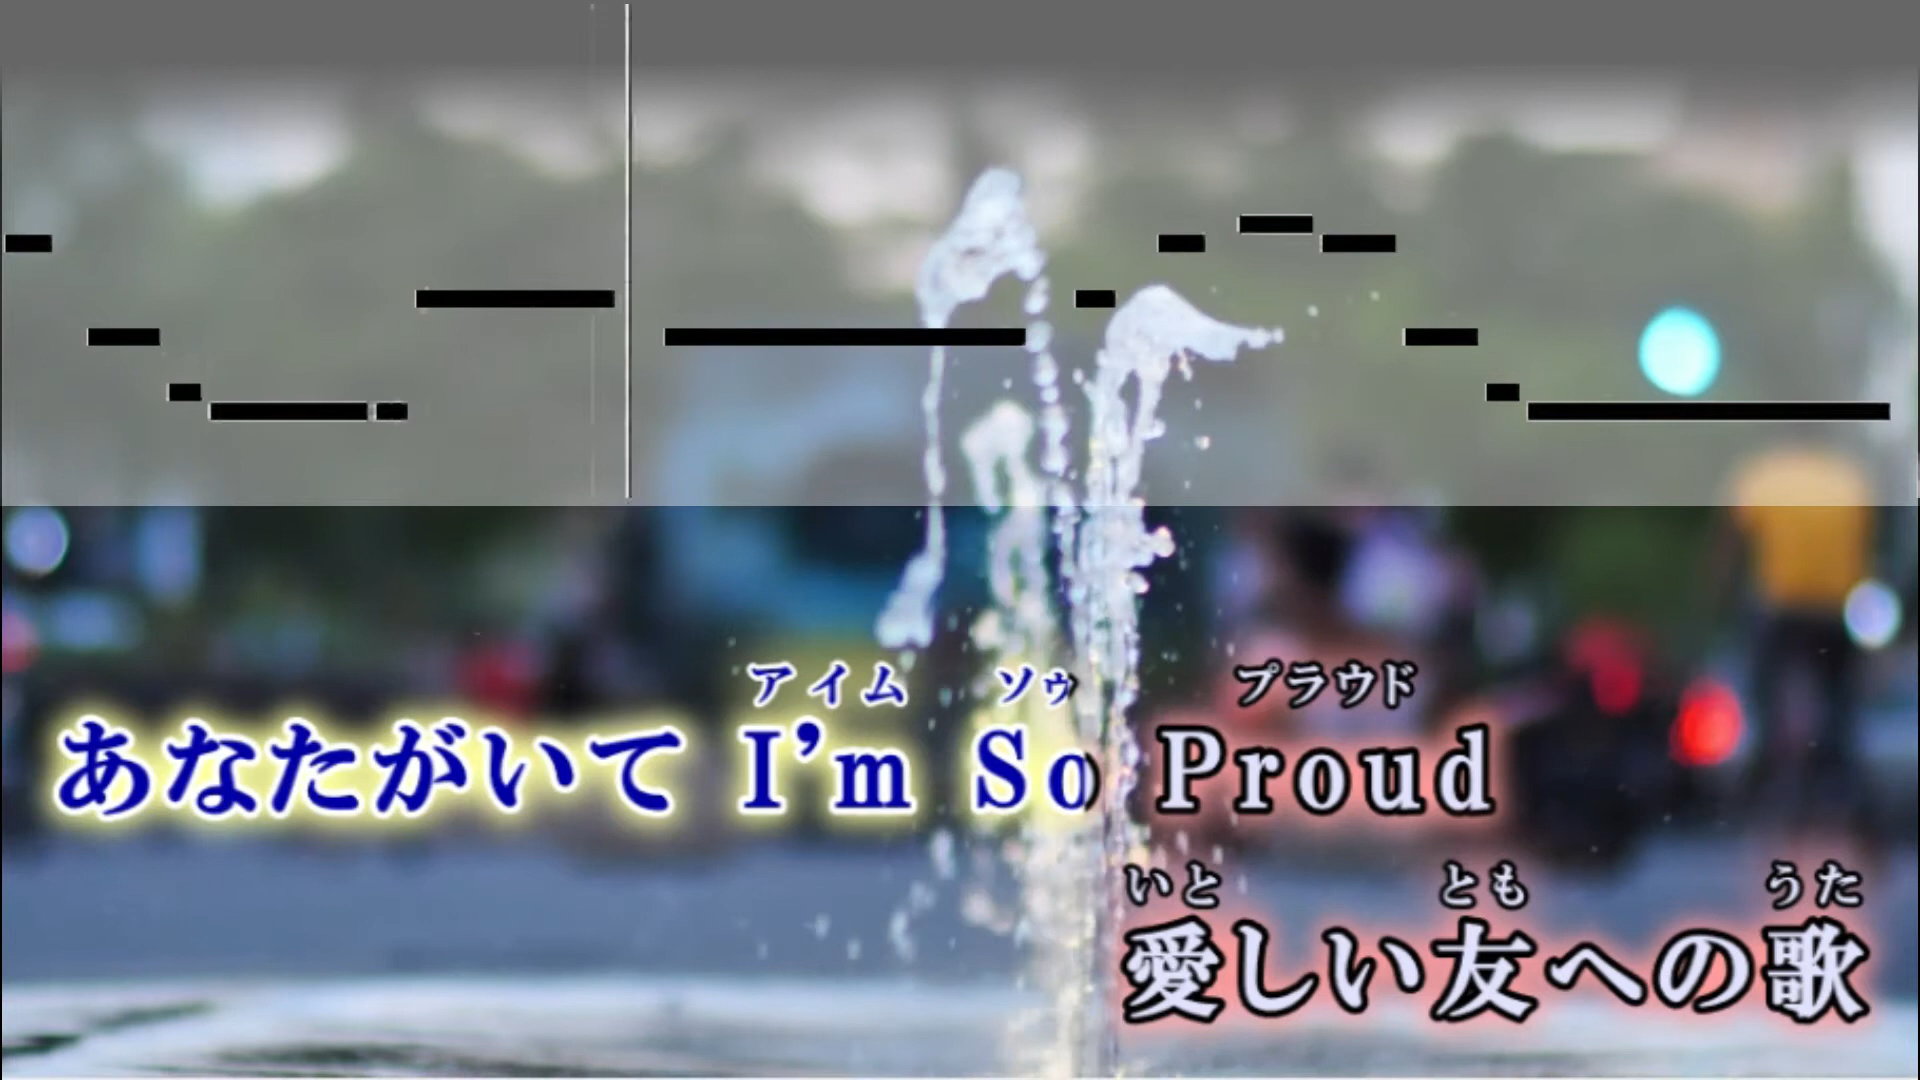 アイム ソゥ プラウド
あなたがいて I'm So Proud
いと とも うた
愛しい友への歌